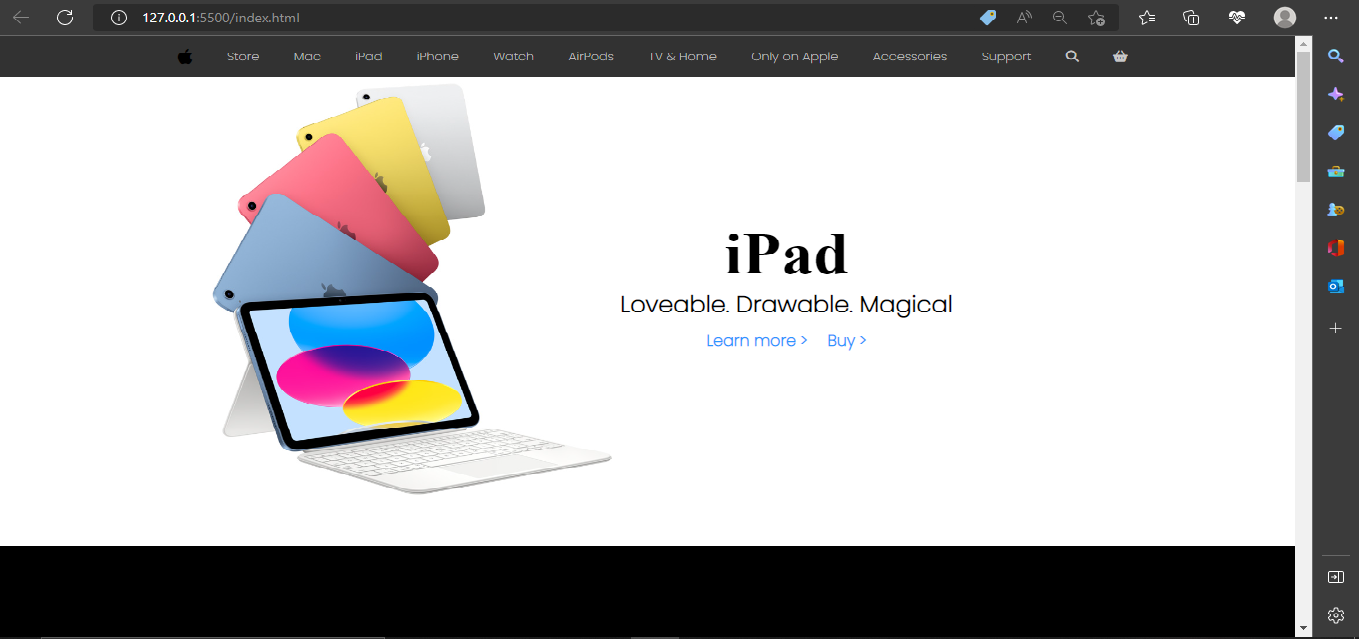 127.0.0.1:5500/index.html
Store Mac iPad iPhone Watch AirPods TV & Home Only on Apple Accessories Support
iPad
Loveable. Drawable. Magical
Learn more > Buy >